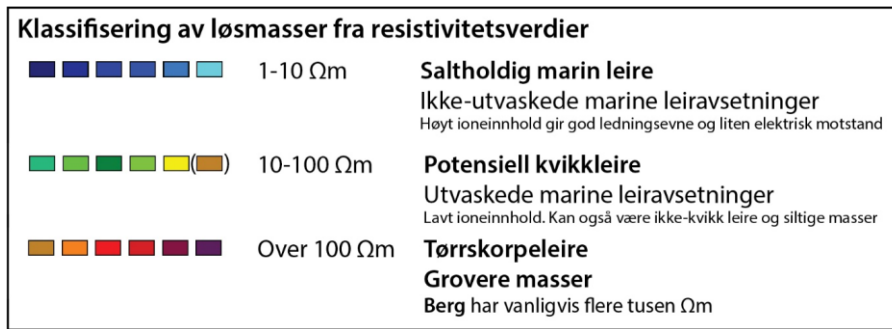 Klassifisering av løsmasser fra resistivitetsverdier
1-10 Ωm Saltholdig marin leire
Ikke-utvaskede marine leiravsetninger
Høyt ioneinnhold gir god ledningsevne og liten elektrisk motstand
( ) 10-100 Ωm Potensiell kvikkleire
Utvaskede marine leiravsetninger
Lavt ioneinnhold. Kan også være ikke-kvikk leire og siltige masser
Over 100 Ωm Tørrskorpeleire
Grovere masser
Berg har vanligvis flere tusen Ωm